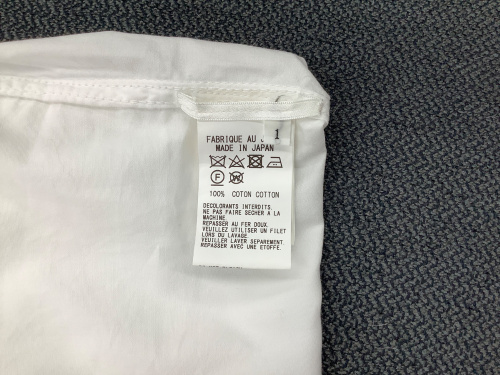 1
FABRIQUE AU
MADE IN JAPAN
100% COTON COTTON
DECOLORANTS INTERDITS.
NE PAS FAIRE SECHER A LA
MACHINE.
REPASSER AU FER DOUX.
VEUILLEZ UTILISER UN FILET
LORS DU LAVAGE.
VEUILLER LAVER SEPAREMENT.
REPASSER AVEC UNE ETOFFE.